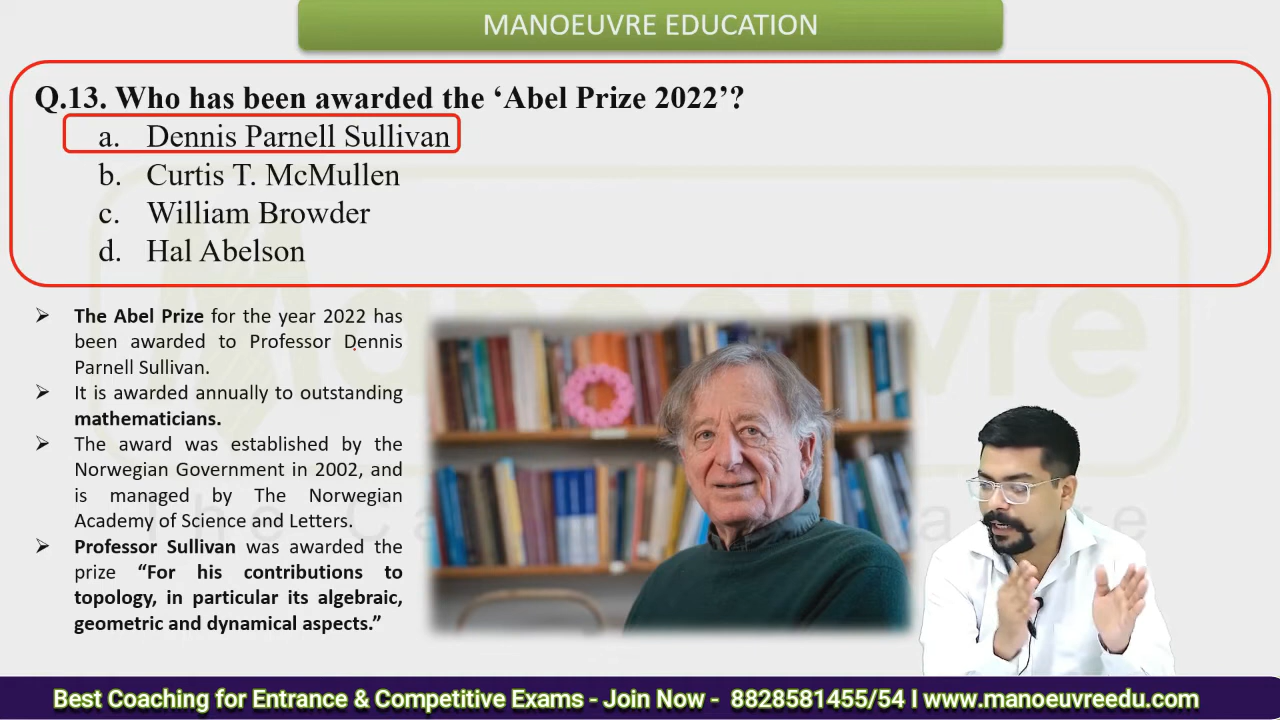 MANOEUVRE EDUCATION
Q.13. Who has been awarded the ‘Abel Prize 2022’?
a. Dennis Parnell Sullivan
b. Curtis T. McMullen
c. William Browder
d. Hal Abelson
➢ The Abel Prize for the year 2022 has
been awarded to Professor Dennis
Parnell Sullivan.
➢ It is awarded annually to outstanding
mathematicians.
➢ The award was established by the
Norwegian Government in 2002, and
is managed by The Norwegian
Academy of Science and Letters.
➢ Professor Sullivan was awarded the
prize “For his contributions to
topology, in particular its algebraic,
geometric and dynamical aspects.”
Manoeuvre
Best Coaching for Entrance & Competitive Exams - Join Now - 8828581455/54 I www.manoeuvreedu.com